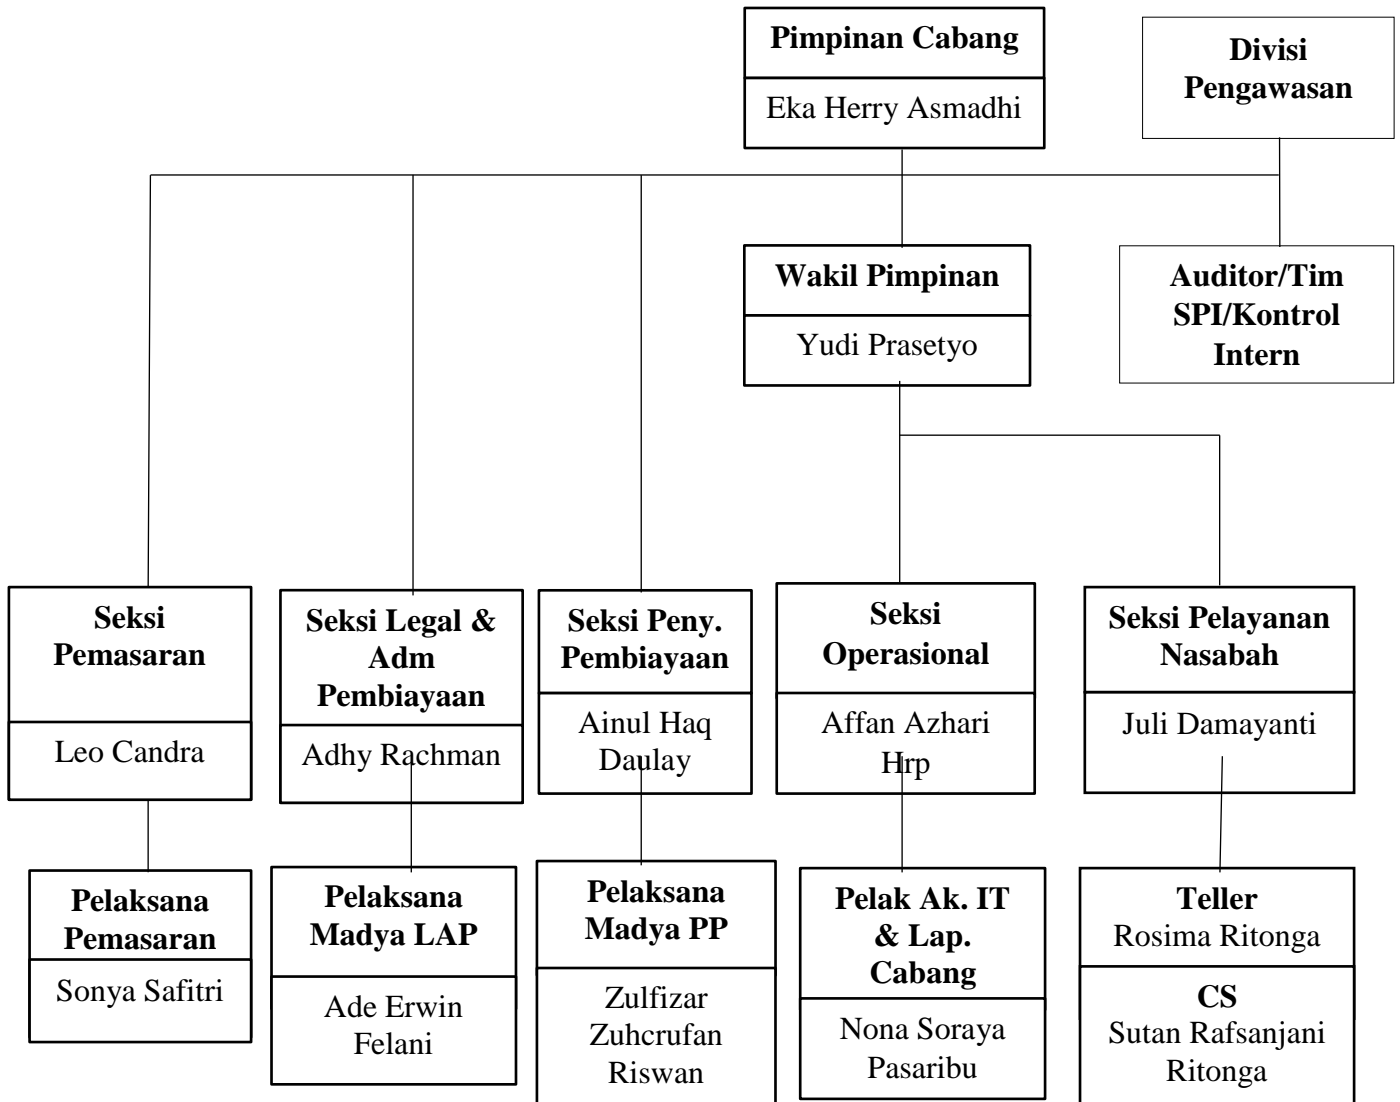 Pimpinan Cabang
Eka Herry Asmadhi
Divisi
Pengawasan
Wakil Pimpinan
Yudi Prasetyo
Auditor/Tim
SPI/Kontrol
Intern
Seksi
Pemasaran
Leo Candra
Seksi Legal &
Adm
Pembiayaan
Adhy Rachman
Seksi Peny.
Pembiayaan
Ainul Haq
Daulay
Seksi
Operasional
Affan Azhari
Hrp
Seksi Pelayanan
Nasabah
Juli Damayanti
Pelaksana
Pemasaran
Sonya Safitri
Pelaksana
Madya LAP
Ade Erwin
Felani
Pelaksana
Madya PP
Zulfizar
Zuhcrufan
Riswan
Pelak Ak. IT
& Lap.
Cabang
Nona Soraya
Pasaribu
Teller
Rosima Ritonga
CS
Sutan Rafsanjani
Ritonga